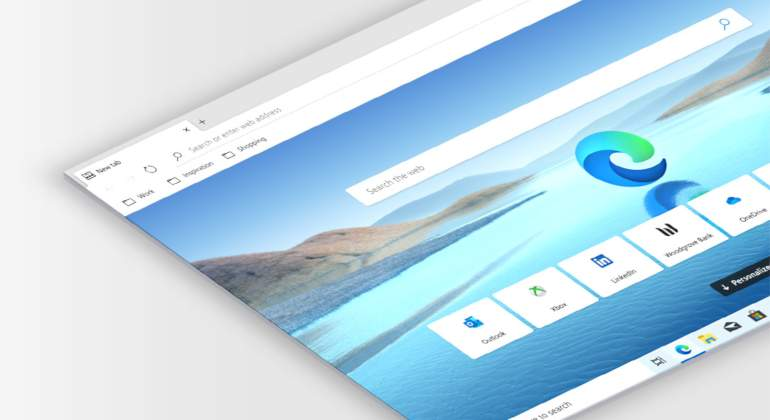 New tab
Search or enter web address
Work
Inspiration
Shopping
Search the web
Outlook
Xbox
LinkedIn
Woodgrove Bank
OneDrive
Personalize
to search